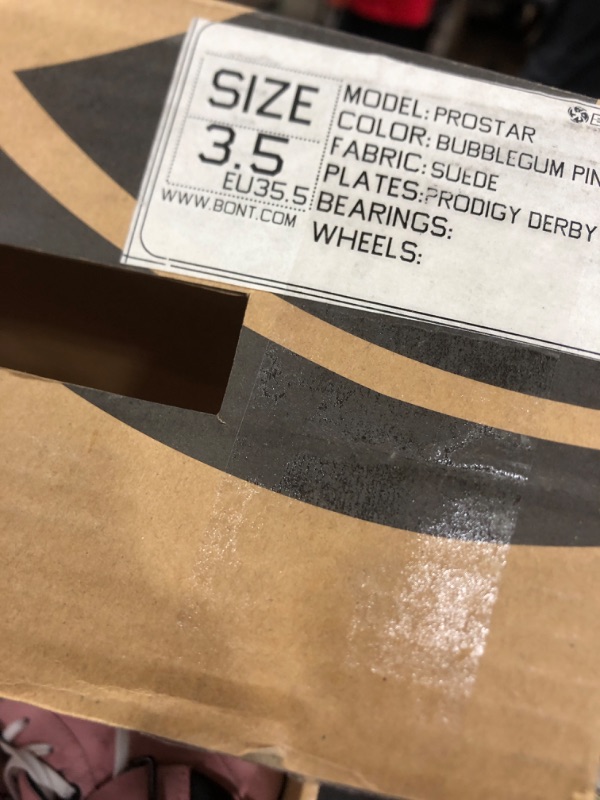 SIZE
3.5
EU35.5
WWW.BONT.COM
MODEL: PROSTAR
COLOR: BUBBLEGUM PIN
FABRIC: SUEDE
PLATES: PRODIGY DERBY
BEARINGS:
WHEELS: